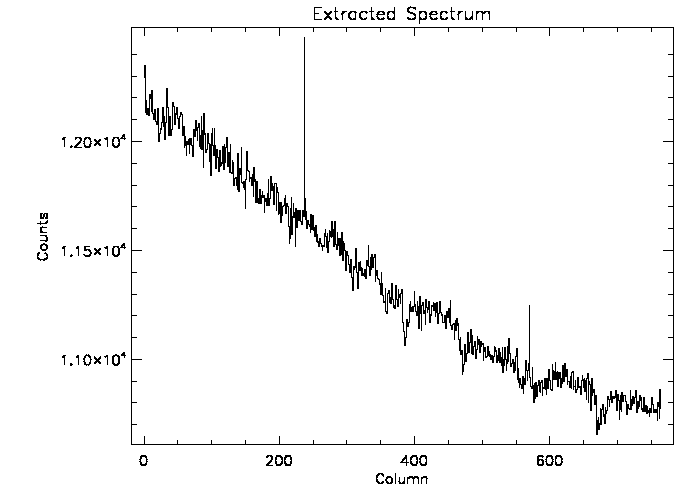 Extracted Spectrum
1.20×10⁴
1.15×10⁴
1.10×10⁴
Counts
0 200 400 600
Column